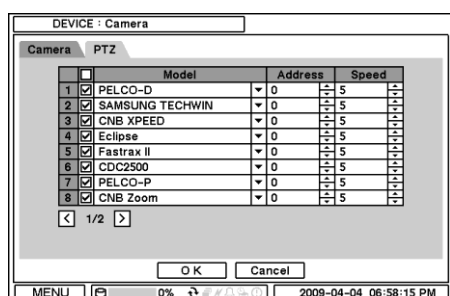 DEVICE : Camera
Camera PTZ
Model Address Speed
1 PELCO-D 0 5
2 SAMSUNG TECHWIN 0 5
3 CNB XPEED 0 5
4 Eclipse 0 5
5 Fastrax II 0 5
6 CDC2500 0 5
7 PELCO-P 0 5
8 CNB Zoom 0 5
< 1/2 >
O K Cancel
MENU 0% 2009-04-04 06:58:15 PM